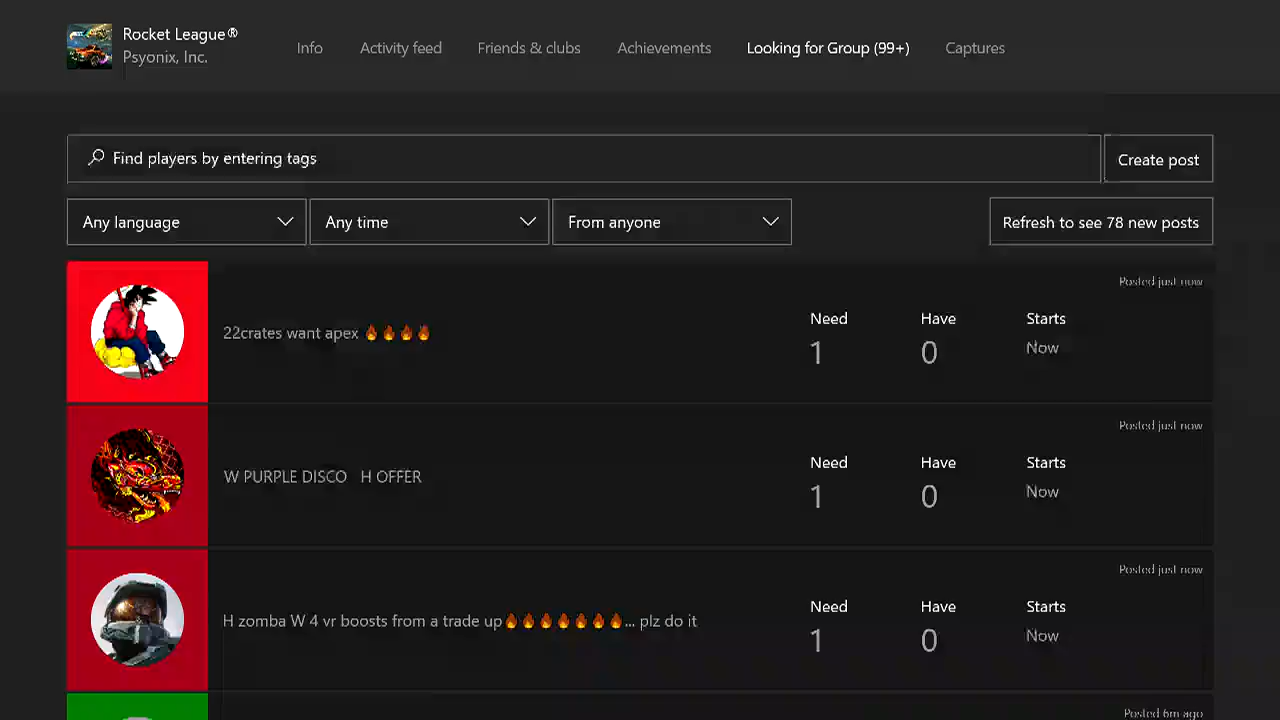 Rocket League®
Psyonix, Inc.
Info Activity feed Friends & clubs Achievements Looking for Group (99+) Captures
Find players by entering tags
Create post
Any language Any time From anyone Refresh to see 78 new posts
Posted just now
22crates want apex 🔥🔥🔥🔥
Need Have Starts
1 0 Now
Posted just now
W PURPLE DISCO H OFFER
Need Have Starts
1 0 Now
Posted just now
H zomba W 4 vr boosts from a trade up🔥🔥🔥🔥🔥🔥🔥... plz do it
Need Have Starts
1 0 Now
Posted 6m ago